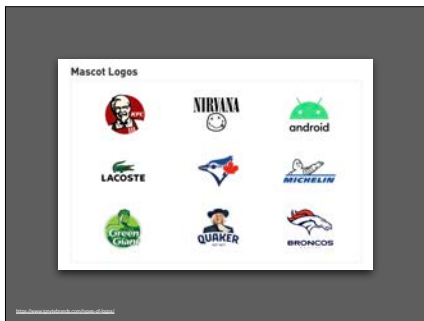 Mascot Logos
KFC
NIRVANA
android
LACOSTE
MICHELIN
Green
Giant
QUAKER
BRONCOS